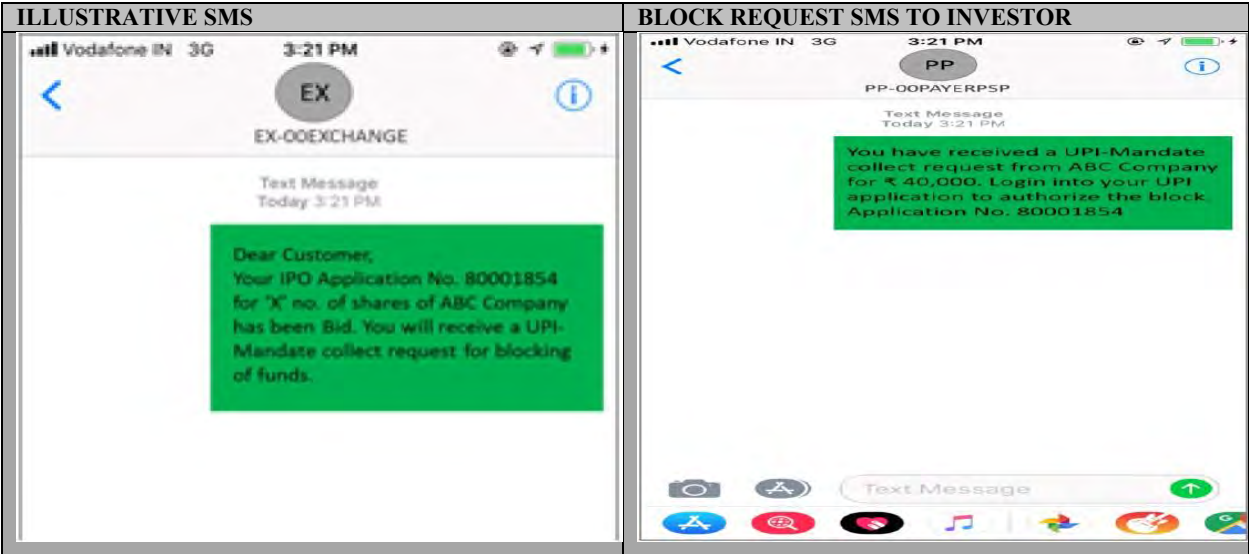 ILLUSTRATIVE SMS
Vodafone IN 3G 3:21 PM
EX
EX-OOEXCHANGE
Text Message
Today 3:21 PM
Dear Customer,
Your IPO Application No. 80001854
for 'X' no. of shares of ABC Company
has been Bid. You will receive a UPI-
Mandate collect request for blocking
of funds.
BLOCK REQUEST SMS TO INVESTOR
Vodafone IN 3G 3:21 PM
PP
PP-OOPAYERPSP
Text Message
Today 3:21 PM
You have received a UPI-Mandate
collect request from ABC Company
for ₹ 40,000. Login into your UPI
application to authorize the block.
Application No. 80001854
Text Message